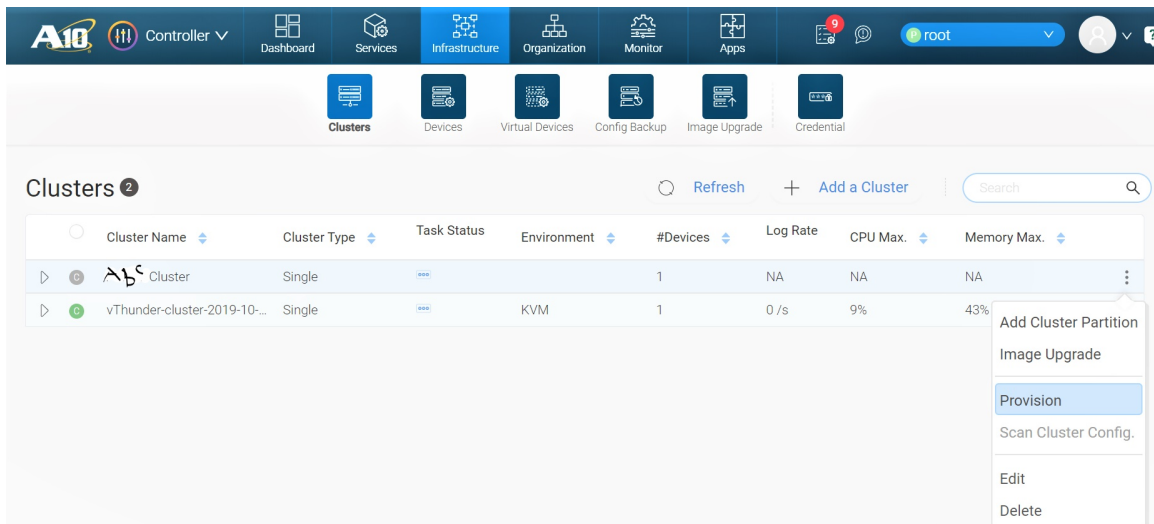 A10 Controller Dashboard Services Infrastructure Organization Monitor Apps 9 P root ?
Clusters Devices Virtual Devices Config Backup Image Upgrade Credential
Clusters 2 Refresh + Add a Cluster Search
Cluster Name Cluster Type Task Status Environment #Devices Log Rate CPU Max. Memory Max.
C Abc Cluster Single 1 NA NA NA
C vThunder-cluster-2019-10-... Single KVM 1 0 /s 9% 43%
Add Cluster Partition
Image Upgrade
Provision
Scan Cluster Config.
Edit
Delete